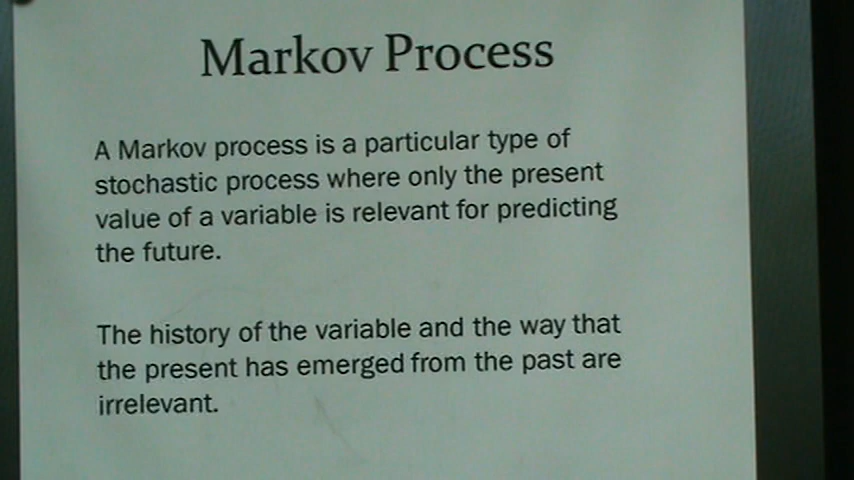 Markov Process
A Markov process is a particular type of
stochastic process where only the present
value of a variable is relevant for predicting
the future.
The history of the variable and the way that
the present has emerged from the past are
irrelevant.